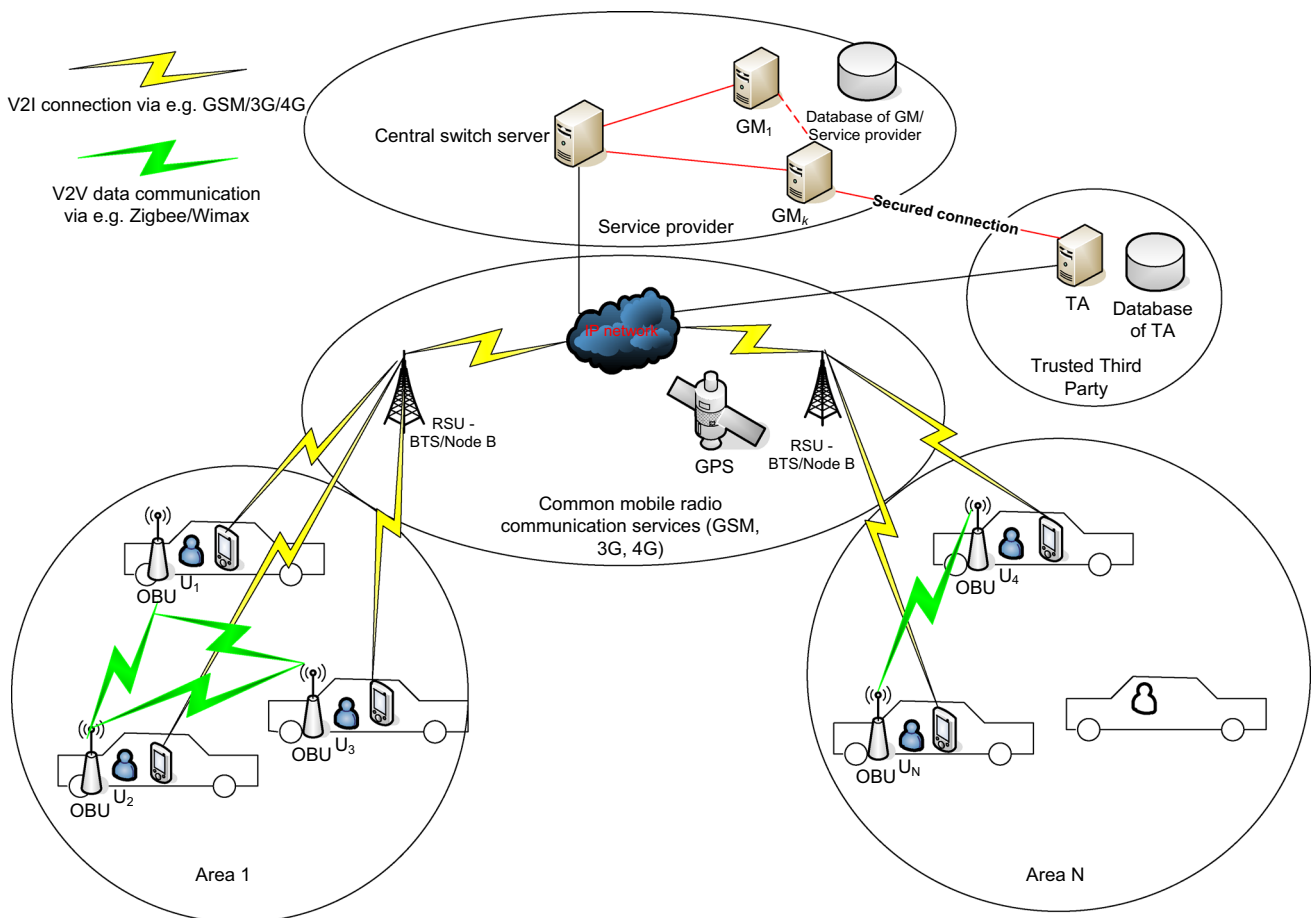 V2I connection via e.g. GSM/3G/4G
V2V data communication
via e.g. Zigbee/Wimax
Central switch server
GM1
Database of GM/
Service provider
GMk
Service provider
Secured connection
TA
Database
of TA
Trusted Third
Party
IP network
RSU -
BTS/Node B
GPS
RSU -
BTS/Node B
Common mobile radio
communication services (GSM,
3G, 4G)
OBU
U1
OBU
U2
OBU
U3
Area 1
OBU
U4
OBU
UN
Area N